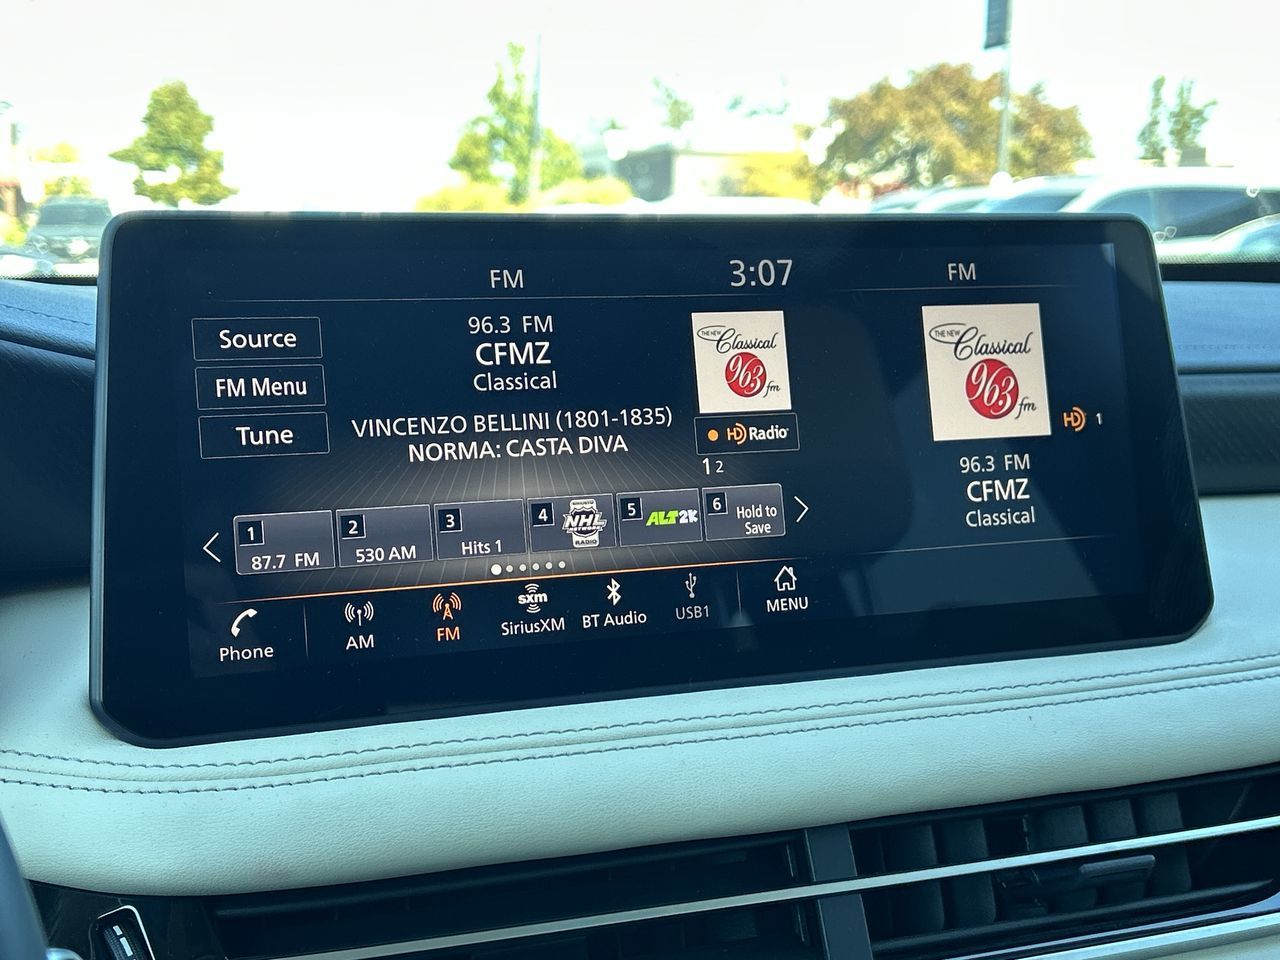 FM
3:07
FM
Source
FM Menu
Tune
96.3 FM
CFMZ
Classical
VINCENZO BELLINI (1801-1835)
NORMA: CASTA DIVA
THE NEW
Classical
963 fm
HD Radio
1 2
THE NEW
Classical
963 fm
HD 1
96.3 FM
CFMZ
Classical
1 87.7 FM
2 530 AM
3 Hits 1
4 SIRIUSXM NHL NETWORK RADIO
5 ALT2K
6 Hold to
Save
Phone
AM
FM
sxm
SiriusXM
BT Audio
USB1
MENU